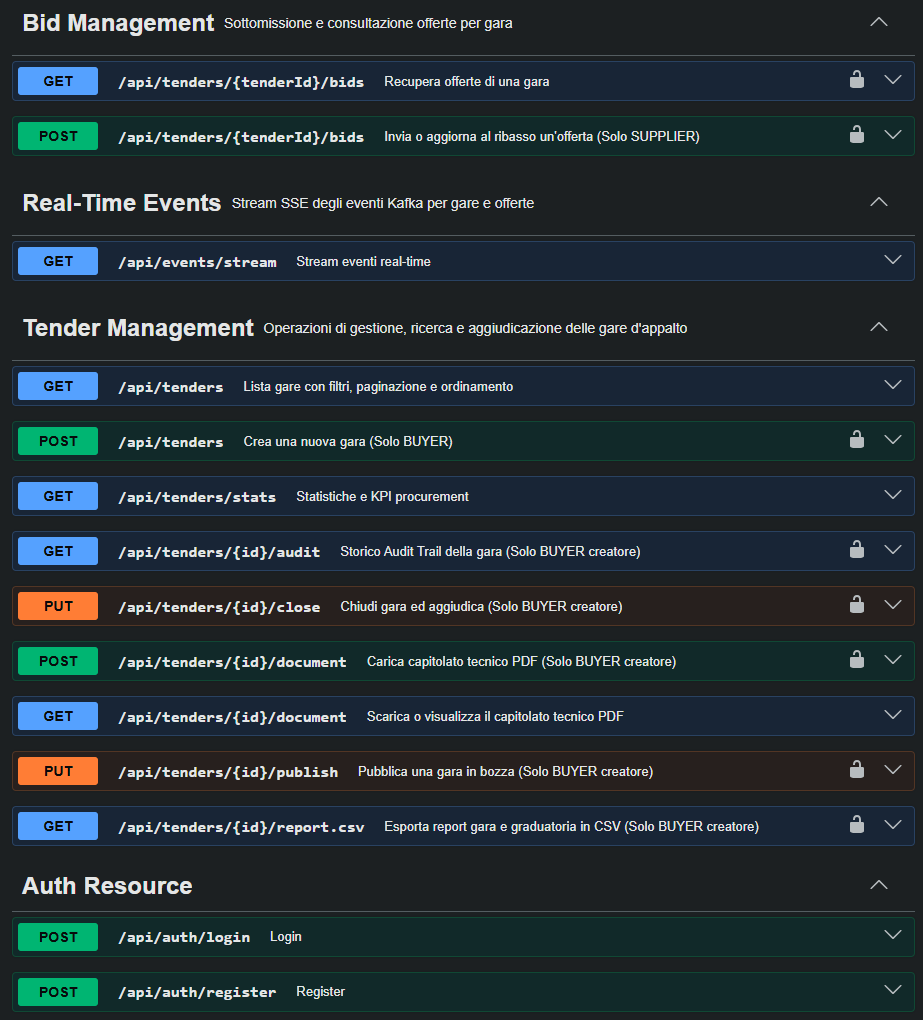 Bid Management Sottomissione e consultazione offerte per gara
GET /api/tenders/{tenderId}/bids Recupera offerte di una gara
POST /api/tenders/{tenderId}/bids Invia o aggiorna al ribasso un'offerta (Solo SUPPLIER)
Real-Time Events Stream SSE degli eventi Kafka per gare e offerte
GET /api/events/stream Stream eventi real-time
Tender Management Operazioni di gestione, ricerca e aggiudicazione delle gare d'appalto
GET /api/tenders Lista gare con filtri, paginazione e ordinamento
POST /api/tenders Crea una nuova gara (Solo BUYER)
GET /api/tenders/stats Statistiche e KPI procurement
GET /api/tenders/{id}/audit Storico Audit Trail della gara (Solo BUYER creatore)
PUT /api/tenders/{id}/close Chiudi gara ed aggiudica (Solo BUYER creatore)
POST /api/tenders/{id}/document Carica capitolato tecnico PDF (Solo BUYER creatore)
GET /api/tenders/{id}/document Scarica o visualizza il capitolato tecnico PDF
PUT /api/tenders/{id}/publish Pubblica una gara in bozza (Solo BUYER creatore)
GET /api/tenders/{id}/report.csv Esporta report gara e graduatoria in CSV (Solo BUYER creatore)
Auth Resource
POST /api/auth/login Login
POST /api/auth/register Register